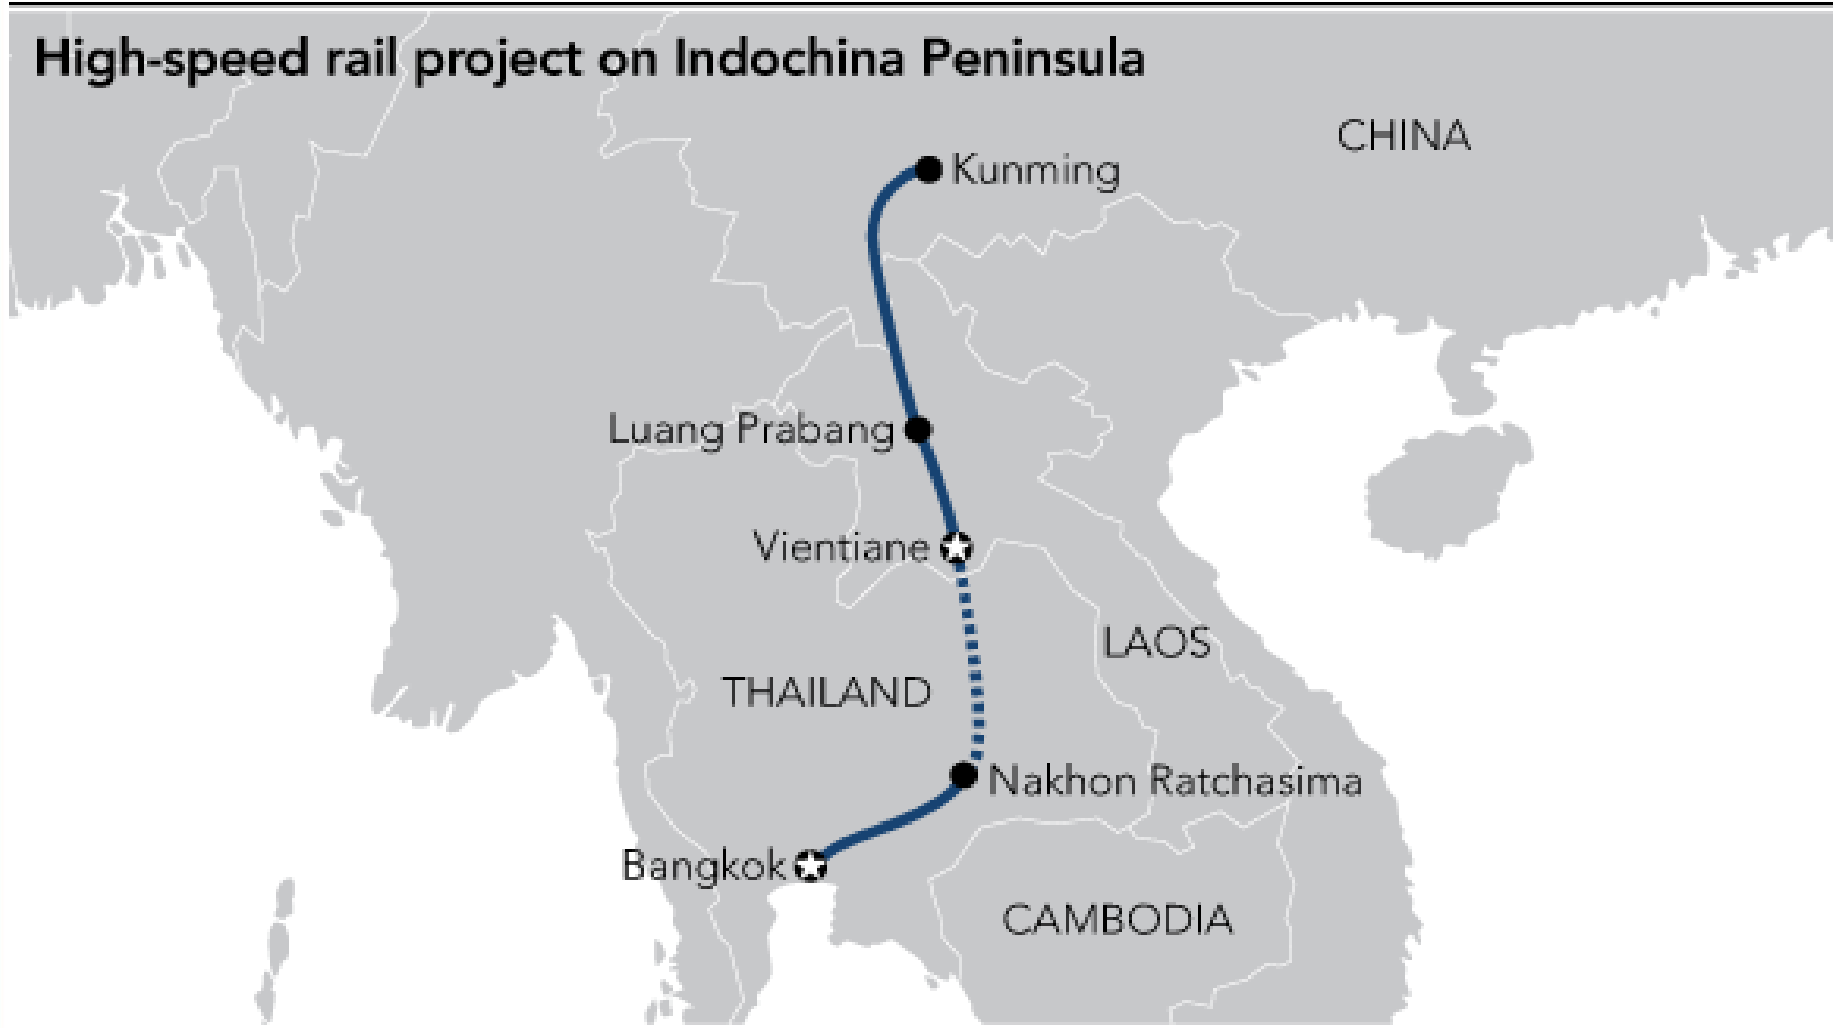 High-speed rail project on Indochina Peninsula
CHINA
Kunming
Luang Prabang
Vientiane
LAOS
THAILAND
Nakhon Ratchasima
Bangkok
CAMBODIA